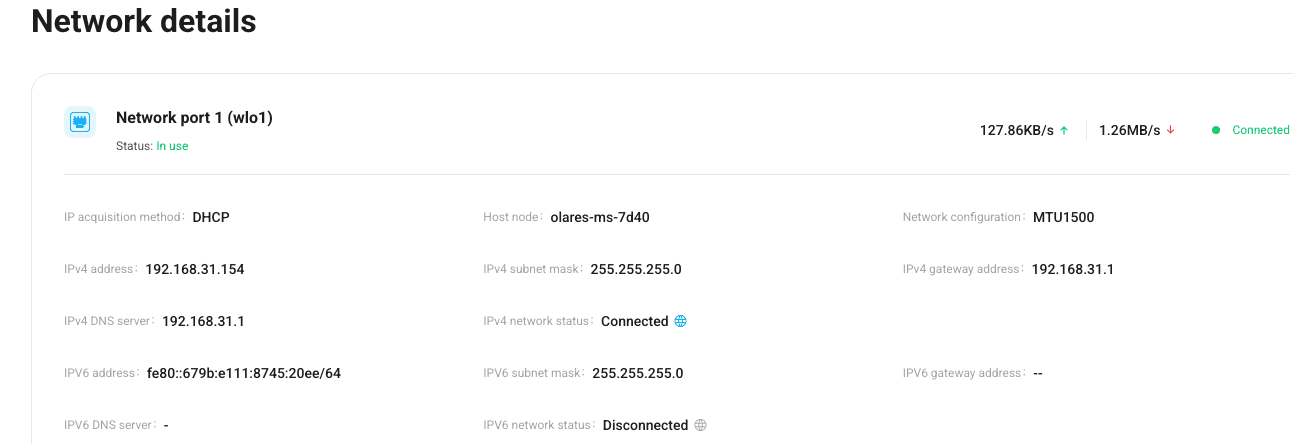 Network details
Network port 1 (wlo1)
Status: In use
127.86KB/s ↑ 1.26MB/s ↓ Connected
IP acquisition method: DHCP Host node: olares-ms-7d40 Network configuration: MTU1500
IPv4 address: 192.168.31.154 IPv4 subnet mask: 255.255.255.0 IPv4 gateway address: 192.168.31.1
IPv4 DNS server: 192.168.31.1 IPv4 network status: Connected
IPV6 address: fe80::679b:e111:8745:20ee/64 IPV6 subnet mask: 255.255.255.0 IPV6 gateway address: --
IPV6 DNS server: - IPV6 network status: Disconnected